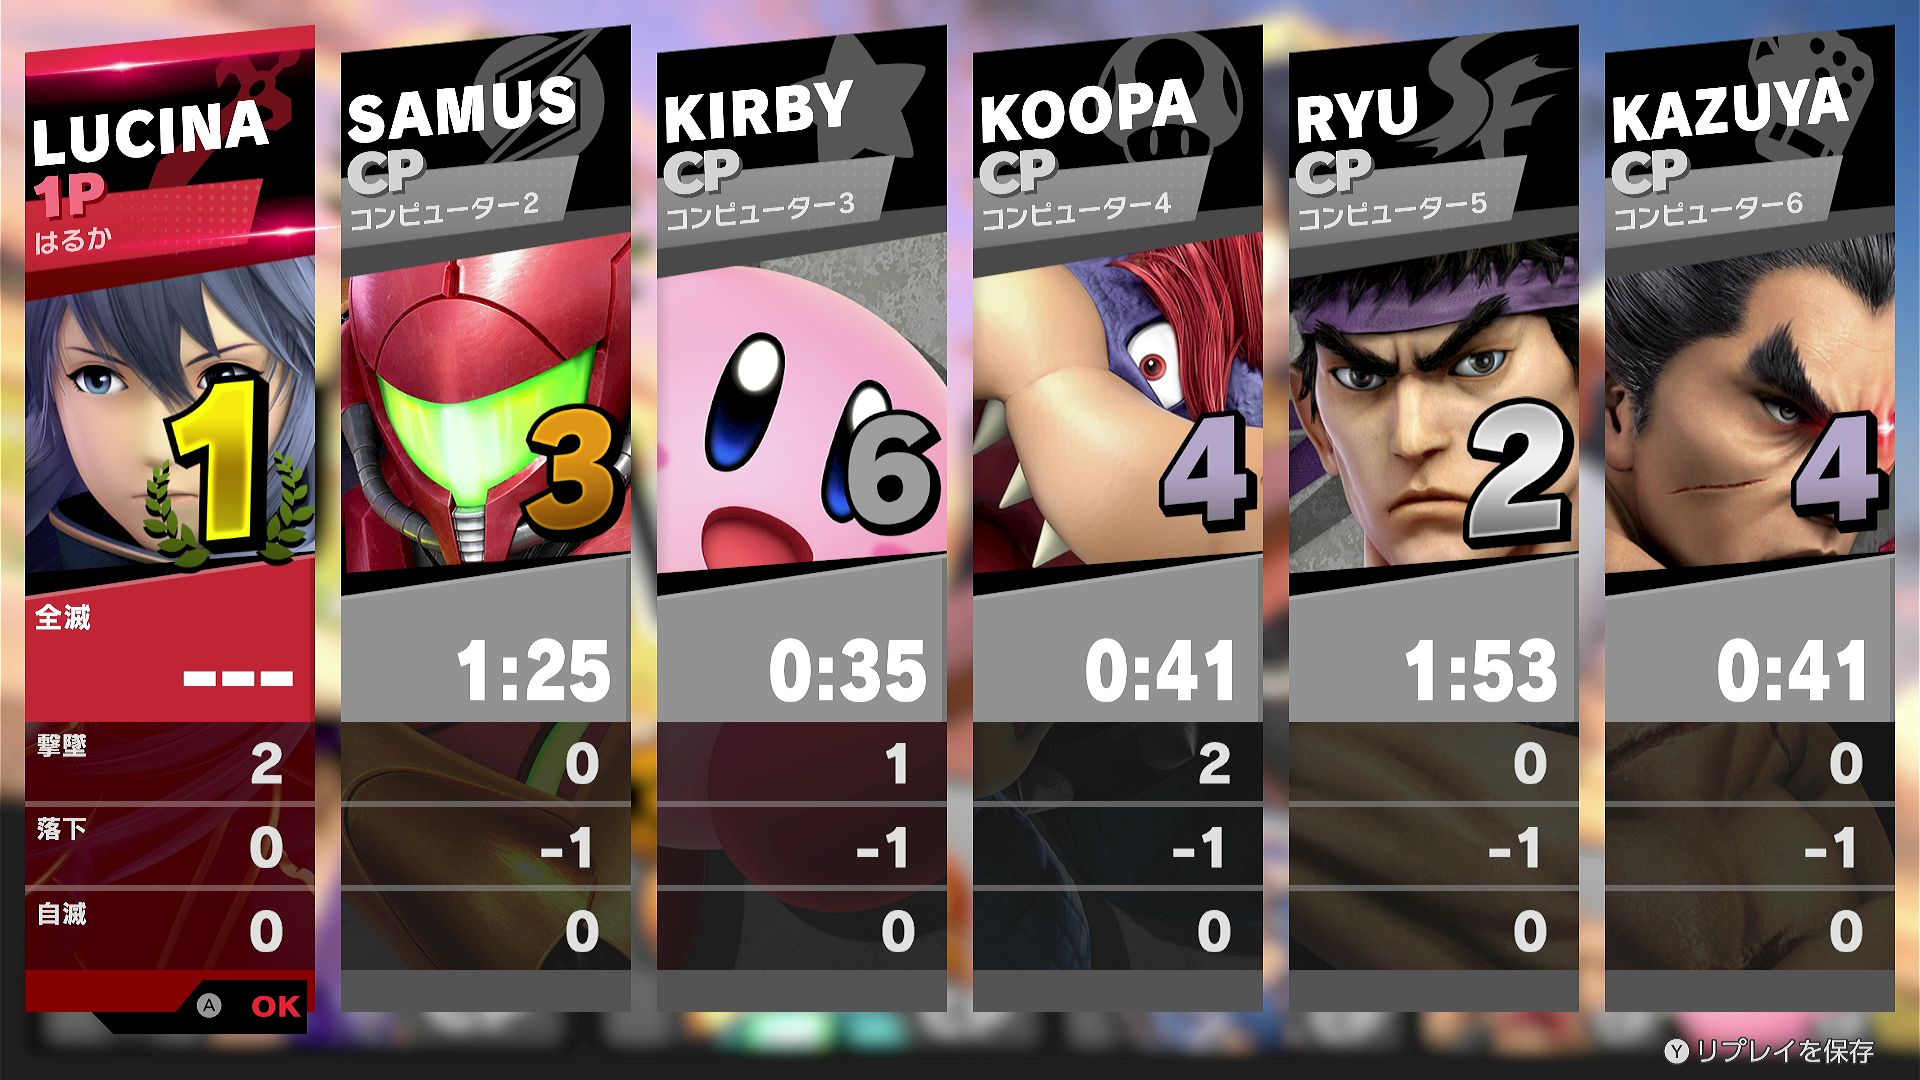 LUCINA
1P
はるか
1
全滅
---
撃墜
2
落下
0
自滅
0
A OK
SAMUS
CP
コンピューター2
3
1:25
0
-1
0
KIRBY
CP
コンピューター3
6
0:35
1
-1
0
KOOPA
CP
コンピューター4
4
0:41
2
-1
0
RYU
CP
コンピューター5
2
1:53
0
-1
0
KAZUYA
CP
コンピューター6
4
0:41
0
-1
0
Y リプレイを保存